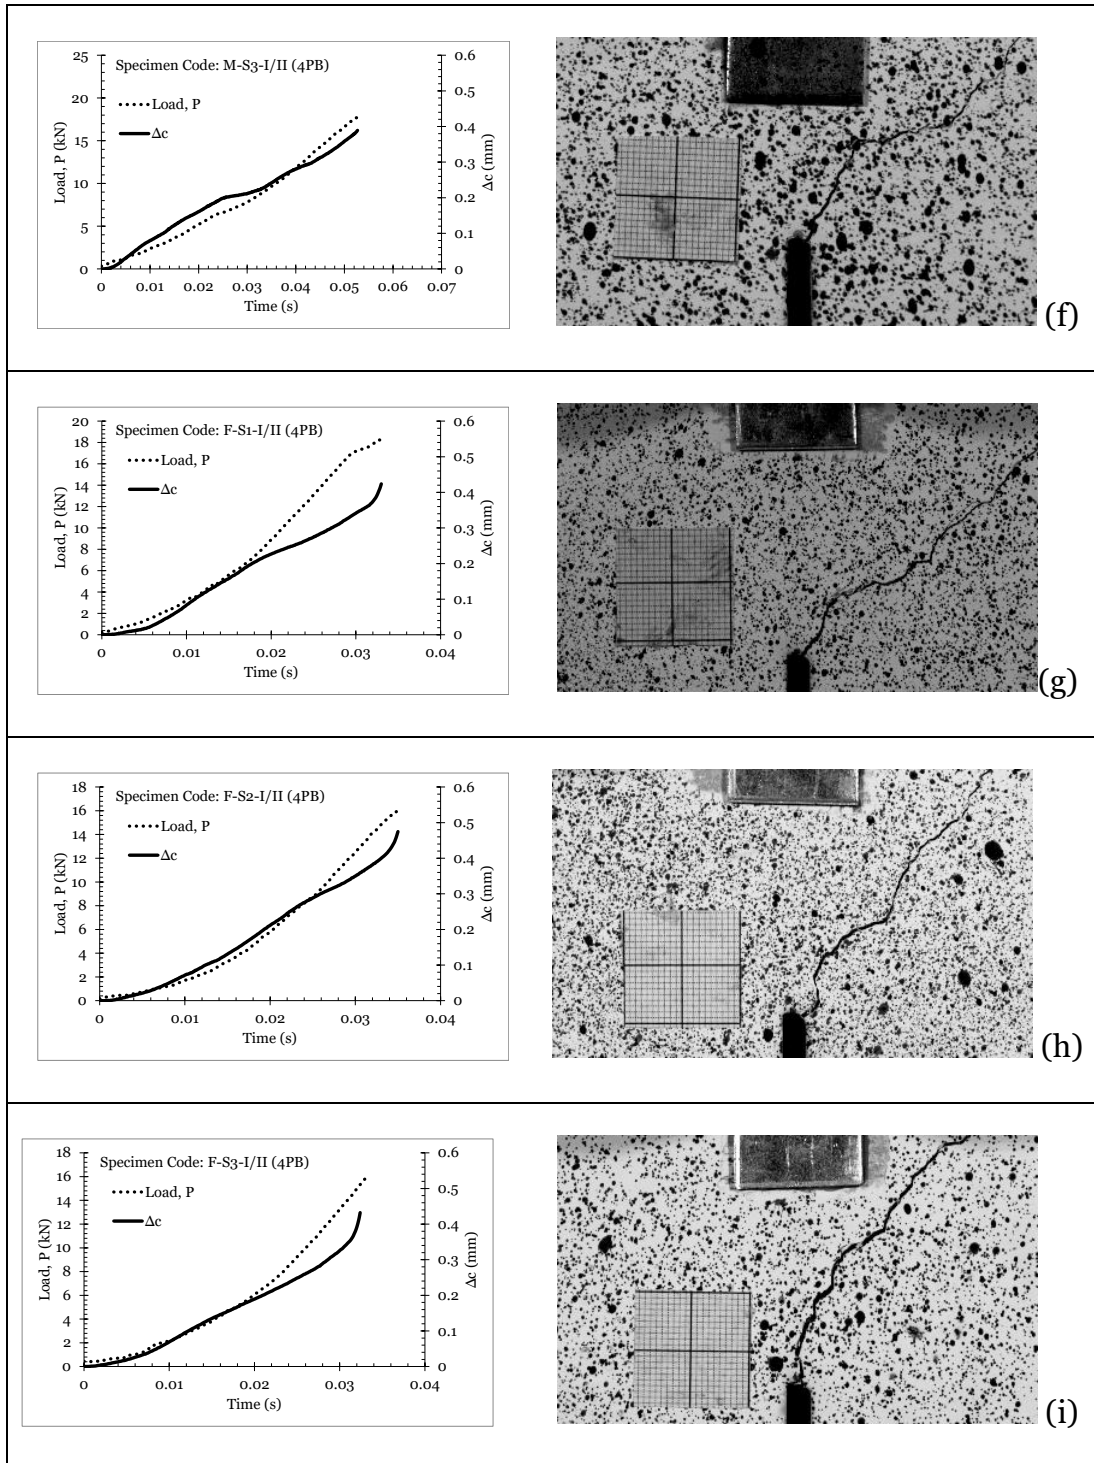 Specimen Code: M-S3-I/II (4PB)
Load, P
Δc
Load, P (kN)
25
20
15
10
5
0
0.6
0.5
0.4
0.3
0.2
0.1
0
Δc (mm)
0 0.01 0.02 0.03 0.04 0.05 0.06 0.07
Time (s)
(f)
Specimen Code: F-S1-I/II (4PB)
Load, P
Δc
Load, P (kN)
20
18
16
14
12
10
8
6
4
2
0
0.6
0.5
0.4
0.3
0.2
0.1
0
Δc (mm)
0 0.01 0.02 0.03 0.04
Time (s)
(g)
Specimen Code: F-S2-I/II (4PB)
Load, P
Δc
Load, P (kN)
18
16
14
12
10
8
6
4
2
0
0.6
0.5
0.4
0.3
0.2
0.1
0
Δc (mm)
0 0.01 0.02 0.03 0.04
Time (s)
(h)
Specimen Code: F-S3-I/II (4PB)
Load, P
Δc
Load, P (kN)
18
16
14
12
10
8
6
4
2
0
0.6
0.5
0.4
0.3
0.2
0.1
0
Δc (mm)
0 0.01 0.02 0.03 0.04
Time (s)
(i)